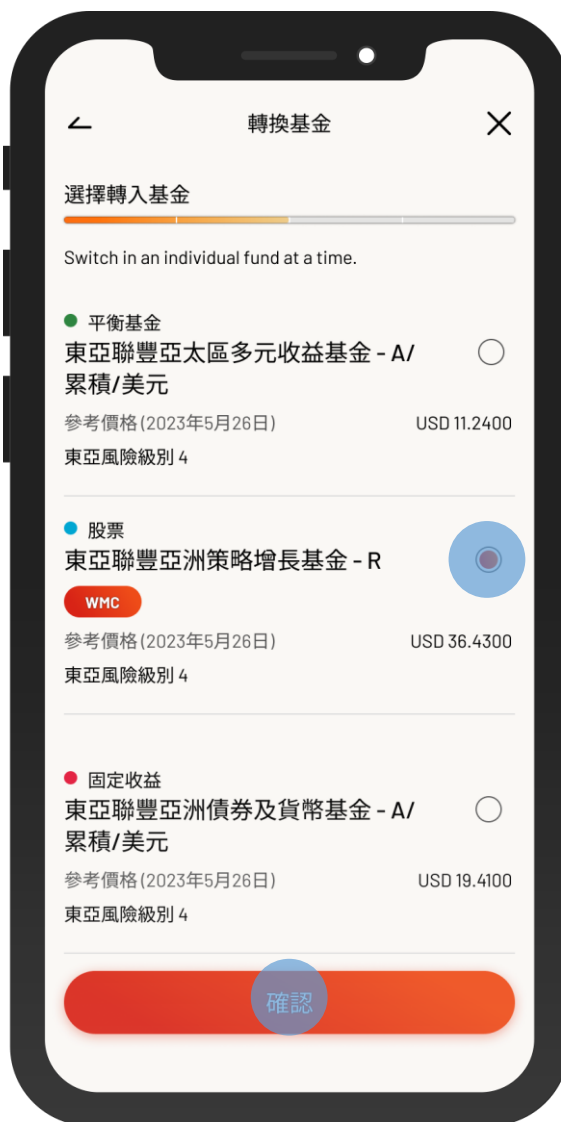 轉換基金
選擇轉入基金
Switch in an individual fund at a time.
平衡基金
東亞聯豐亞太區多元收益基金 - A/
累積/美元
參考價格 (2023年5月26日) USD 11.2400
東亞風險級別 4
股票
東亞聯豐亞洲策略增長基金 - R
WMC
參考價格 (2023年5月26日) USD 36.4300
東亞風險級別 4
固定收益
東亞聯豐亞洲債券及貨幣基金 - A/
累積/美元
參考價格 (2023年5月26日) USD 19.4100
東亞風險級別 4
確認